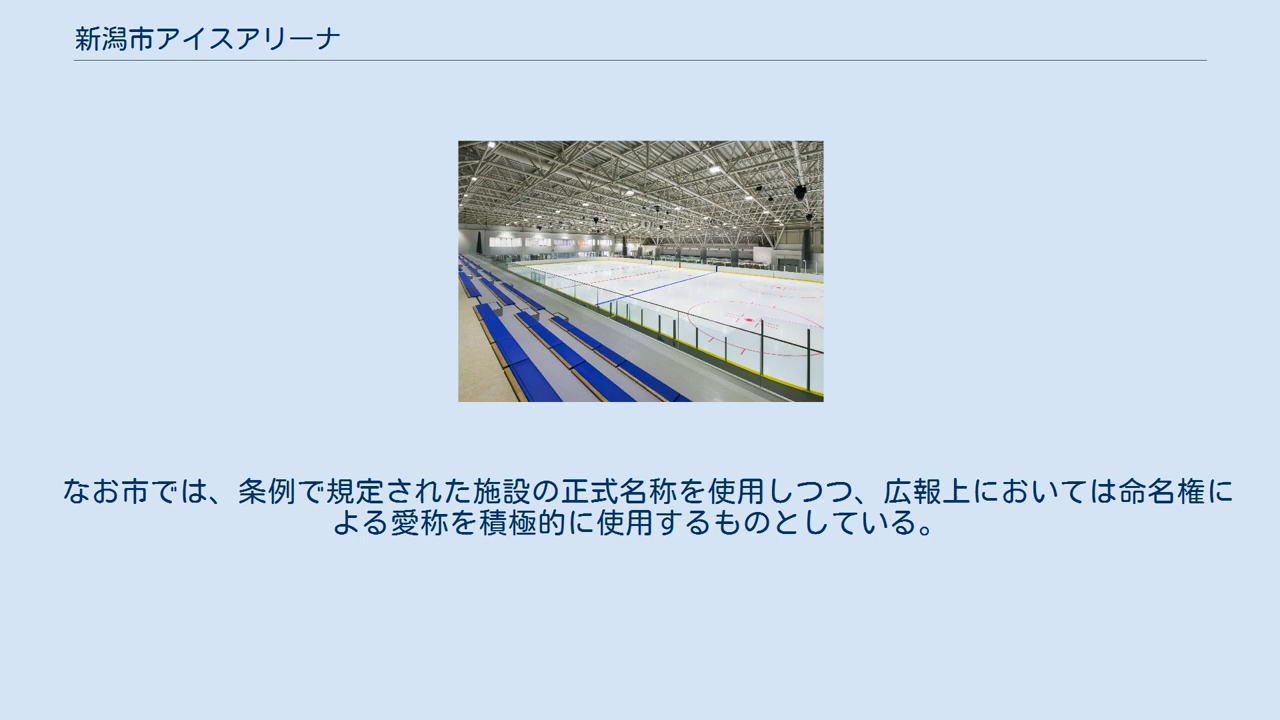 新潟市アイスアリーナ
なお市では、条例で規定された施設の正式名称を使用しつつ、広報上においては命名権に
よる愛称を積極的に使用するものとしている。